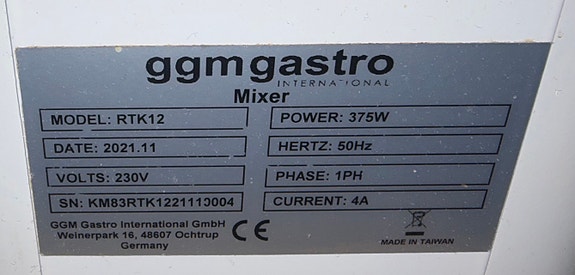 ggmgastro
INTERNATIONAL
Mixer
MODEL: RTK12
POWER: 375W
DATE: 2021.11
HERTZ: 50Hz
VOLTS: 230V
PHASE: 1PH
SN: KM83RTK1221110004
CURRENT: 4A
GGM Gastro International GmbH
Weinerpark 16, 48607 Ochtrup
Germany
CE
MADE IN TAIWAN